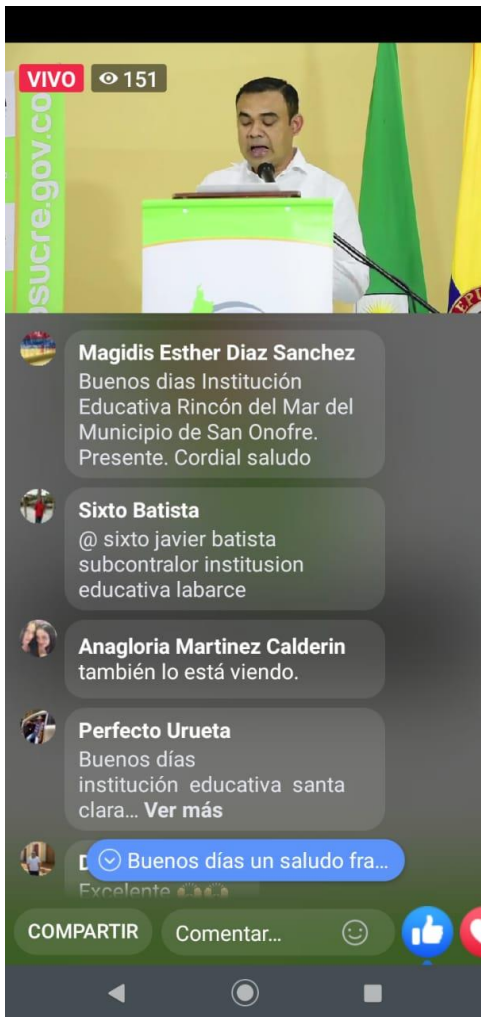 VIVO 151
osucre.gov.co
Magidis Esther Diaz Sanchez
Buenos dias Institución
Educativa Rincón del Mar del
Municipio de San Onofre.
Presente. Cordial saludo
Sixto Batista
@ sixto javier batista
subcontralor institusion
educativa labarce
Anagloria Martinez Calderin
también lo está viendo.
Perfecto Urueta
Buenos días
institución educativa santa
clara... Ver más
Buenos días un saludo fra...
Excelente
COMPARTIR Comentar...